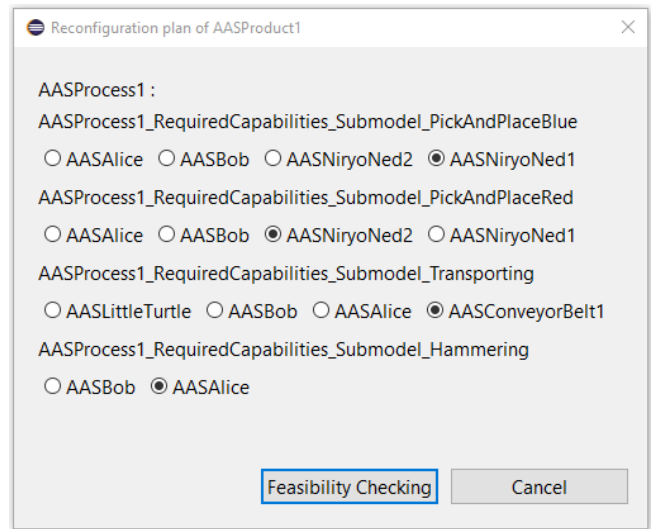 Reconfiguration plan of AASProduct1
AASProcess1 :
AASProcess1_RequiredCapabilities_Submodel_PickAndPlaceBlue
AASAlice AASBob AASNiryoNed2 AASNiryoNed1
AASProcess1_RequiredCapabilities_Submodel_PickAndPlaceRed
AASAlice AASBob AASNiryoNed2 AASNiryoNed1
AASProcess1_RequiredCapabilities_Submodel_Transporting
AASLittleTurtle AASBob AASAlice AASConveyorBelt1
AASProcess1_RequiredCapabilities_Submodel_Hammering
AASBob AASAlice
Feasibility Checking Cancel